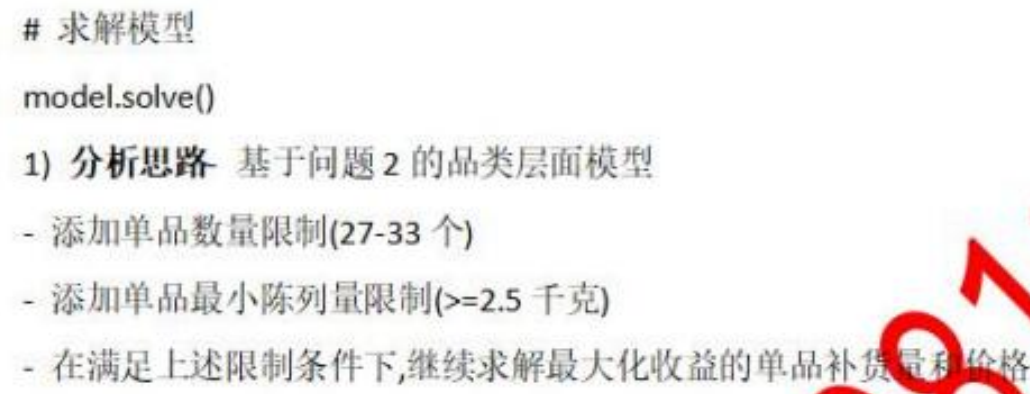 # 求解模型
model.solve()
1) 分析思路- 基于问题 2 的品类层面模型
- 添加单品数量限制(27-33 个)
- 添加单品最小陈列量限制(>=2.5 千克)
- 在满足上述限制条件下,继续求解最大化收益的单品补货量和价格